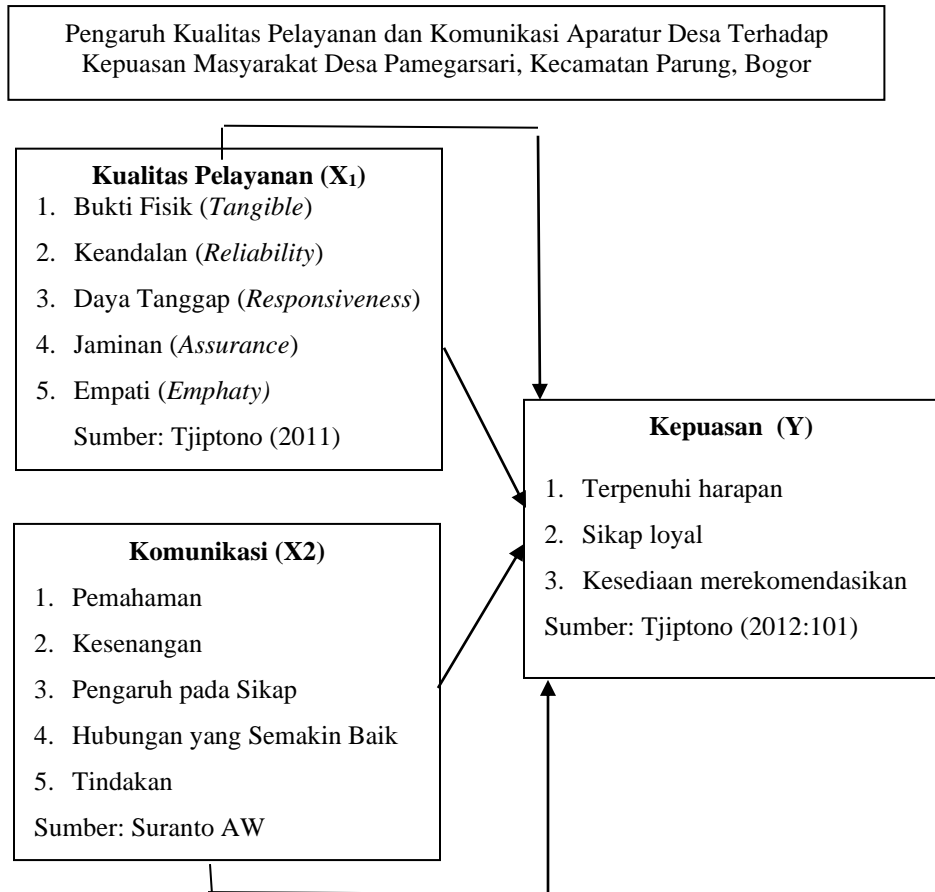 Pengaruh Kualitas Pelayanan dan Komunikasi Aparatur Desa Terhadap
Kepuasan Masyarakat Desa Pamegarsari, Kecamatan Parung, Bogor
Kualitas Pelayanan (X₁)
1. Bukti Fisik (Tangible)
2. Keandalan (Reliability)
3. Daya Tanggap (Responsiveness)
4. Jaminan (Assurance)
5. Empati (Emphaty)
Sumber: Tjiptono (2011)
Komunikasi (X2)
1. Pemahaman
2. Kesenangan
3. Pengaruh pada Sikap
4. Hubungan yang Semakin Baik
5. Tindakan
Sumber: Suranto AW
Kepuasan (Y)
1. Terpenuhi harapan
2. Sikap loyal
3. Kesediaan merekomendasikan
Sumber: Tjiptono (2012:101)